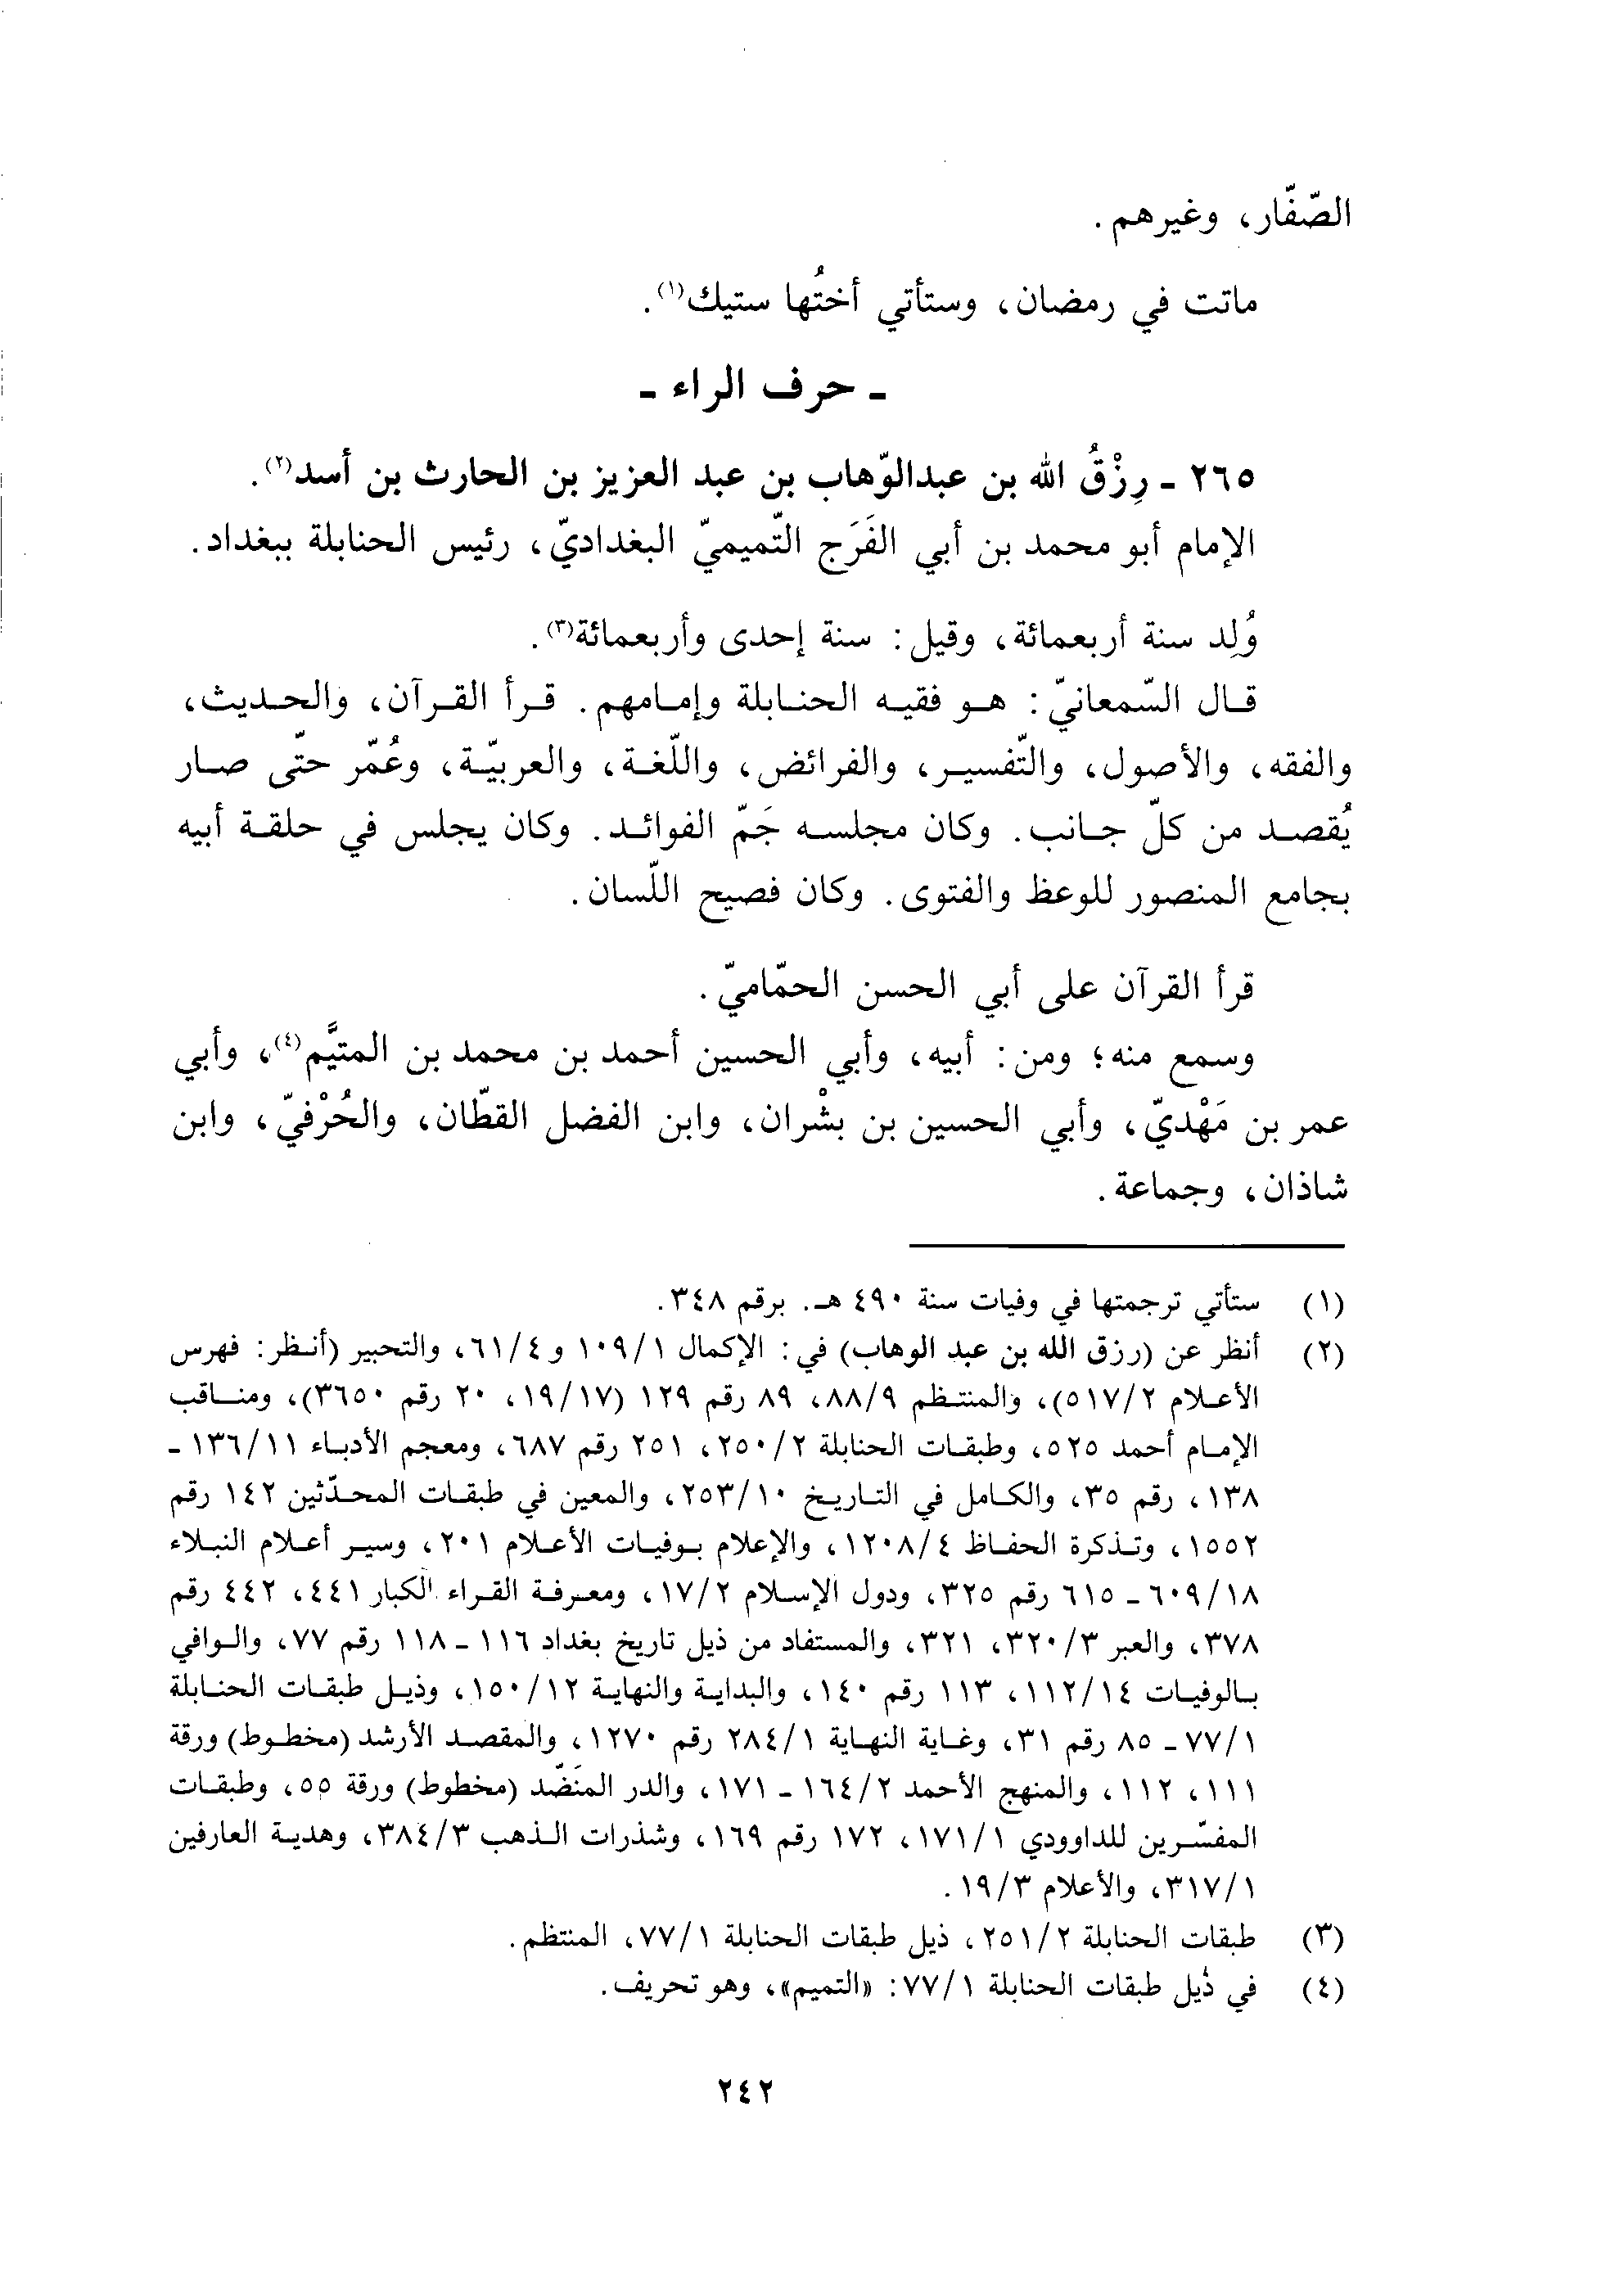 الصّفّار، وغيرهم.
ماتت في رمضان، وستأتي أختُها ستيك(١).
ـ حرف الراء ـ
٢٦٥ ـ رِزْقُ الله بن عبدالوّهاب بن عبد العزيز بن الحارث بن أسد(٢).
الإمام أبو محمد بن أبي الفَرَج التّميميّ البغداديّ، رئيس الحنابلة ببغداد.
وُلِد سنة أربعمائة، وقيل: سنة إحدى وأربعمائة(٣).
قال السّمعانيّ: هو فقيه الحنابلة وإمامهم. قرأ القرآن، والحديث،
والفقه، والأصول، والتّفسير، والفرائض، واللّغة، والعربيّة، وعُمّر حتّى صار
يُقصد من كلّ جانب. وكان مجلسه جَمّ الفوائد. وكان يجلس في حلقة أبيه
بجامع المنصور للوعظ والفتوى. وكان فصيح اللّسان.
قرأ القرآن على أبي الحسن الحمّاميّ.
وسمع منه؛ ومن: أبيه، وأبي الحسين أحمد بن محمد بن المتيَّم(٤)، وأبي
عمر بن مَهْديّ، وأبي الحسين بن بشْران، وابن الفضل القطّان، والحُرْفيّ، وابن
شاذان، وجماعة.
(١) ستأتي ترجمتها في وفيات سنة ٤٩٠ هـ. برقم ٣٤٨.
(٢) أنظر عن (رزق الله بن عبد الوهاب) في: الإكمال ١٠٩/١ و ٦١/٤، والتحبير (أنظر: فهرس
الأعلام ٥١٧/٢)، والمنتظم ٨٨/٩، ٨٩ رقم ١٢٩ (١٩/١٧، ٢٠ رقم ٣٦٥٠)، ومناقب
الإمام أحمد ٥٢٥، وطبقات الحنابلة ٢٥٠/٢، ٢٥١ رقم ٦٨٧، ومعجم الأدباء ١٣٦/١١ ـ
١٣٨، رقم ٣٥، والكامل في التاريخ ٢٥٣/١٠، والمعين في طبقات المحدّثين ١٤٢ رقم
١٥٥٢، وتذكرة الحفاظ ١٢٠٨/٤، والإعلام بوفيات الأعلام ٢٠١، وسير أعلام النبلاء
٦٠٩/١٨ ـ ٦١٥ رقم ٣٢٥، ودول الإسلام ١٧/٢، ومعرفة القراء الكبار ٤٤١، ٤٤٢ رقم
٣٧٨، والعبر ٣٢٠/٣، ٣٢١، والمستفاد من ذيل تاريخ بغداد ١١٦ ـ ١١٨ رقم ٧٧، والوافي
بالوفيات ١١٢/١٤، ١١٣ رقم ١٤٠، والبداية والنهاية ١٥٠/١٢، وذيل طبقات الحنابلة
٧٧/١ ـ ٨٥ رقم ٣١، وغاية النهاية ٢٨٤/١ رقم ١٢٧٠، والمقصد الأرشد (مخطوط) ورقة
١١١، ١١٢، والمنهج الأحمد ١٦٤/٢ ـ ١٧١، والدر المنَضّد (مخطوط) ورقة ٥٥، وطبقات
المفسّرين للداوودي ١٧١/١، ١٧٢ رقم ١٦٩، وشذرات الذهب ٣٨٤/٣، وهدية العارفين
٣١٧/١، والأعلام ١٩/٣.
(٣) طبقات الحنابلة ٢٥١/٢، ذيل طبقات الحنابلة ٧٧/١، المنتظم.
(٤) في ذُيل طبقات الحنابلة ٧٧/١: «التميم»، وهو تحريف.
٢٤٢